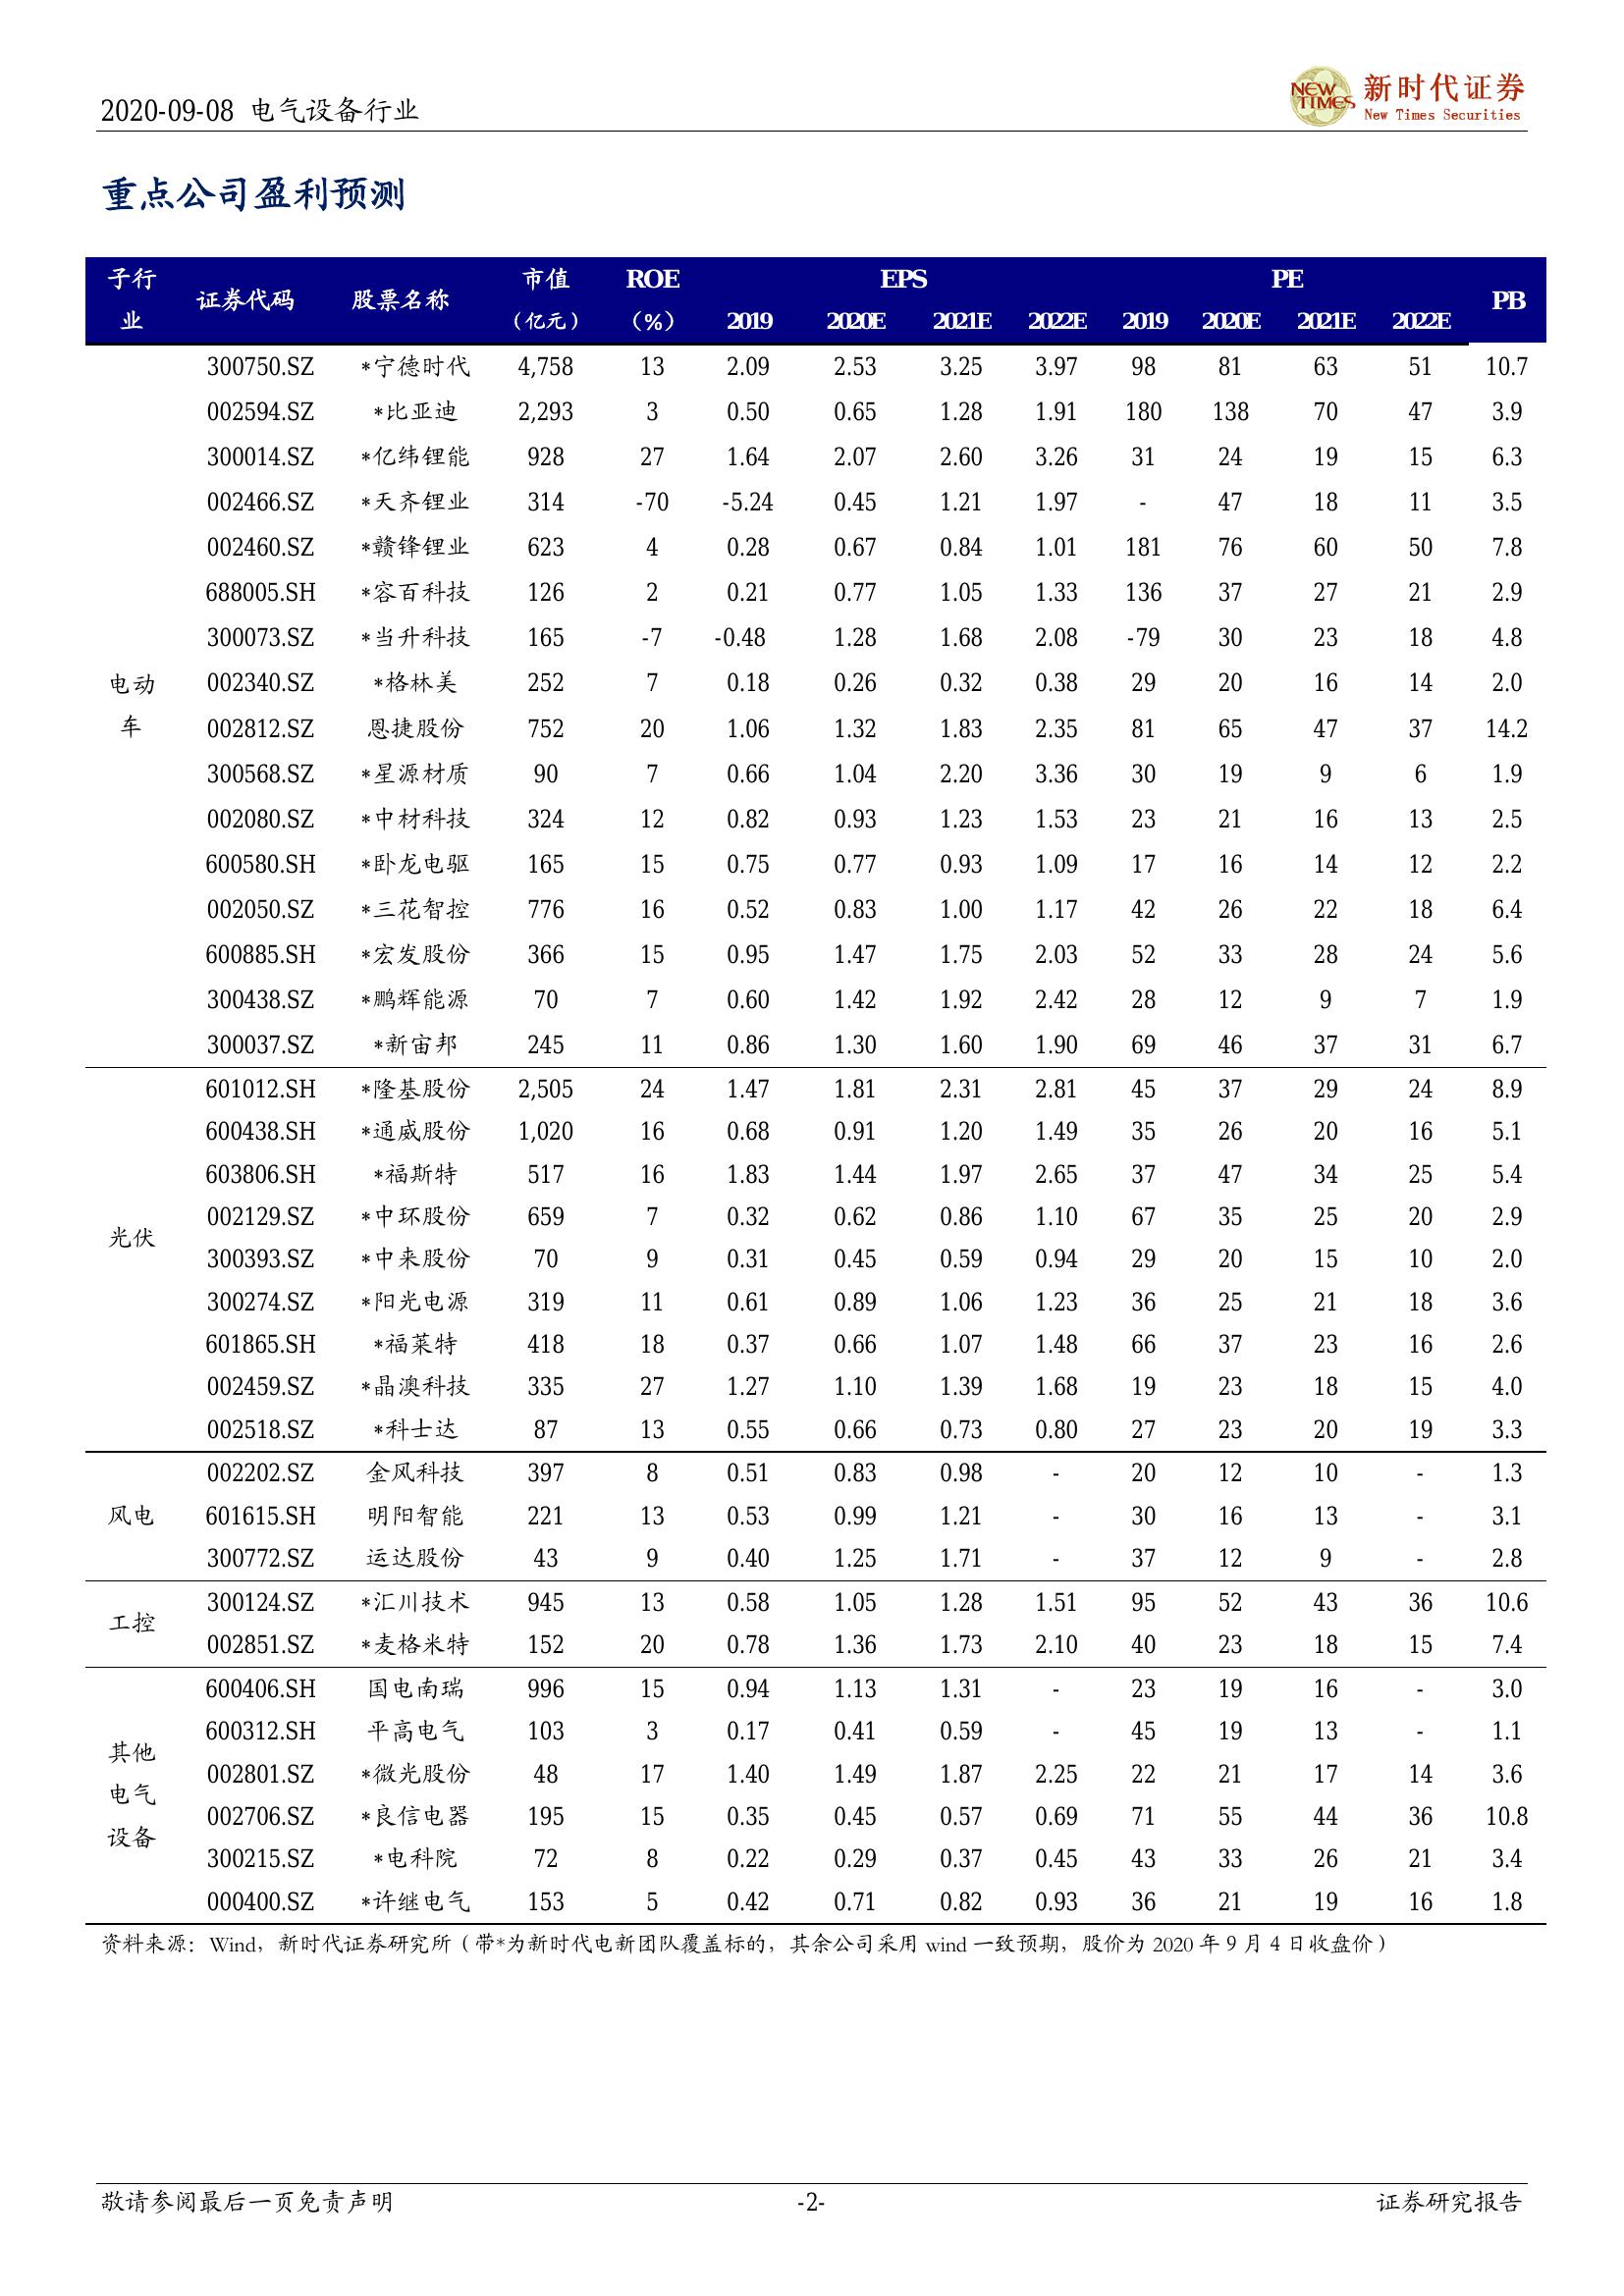 2020-09-08 电气设备行业
NEW TIMES 新时代证券
New Times Securities
重点公司盈利预测
子行业 证券代码 股票名称 市值（亿元） ROE（%） EPS PE PB
2019 2020E 2021E 2022E 2019 2020E 2021E 2022E
电动车
300750.SZ *宁德时代 4,758 13 2.09 2.53 3.25 3.97 98 81 63 51 10.7
002594.SZ *比亚迪 2,293 3 0.50 0.65 1.28 1.91 180 138 70 47 3.9
300014.SZ *亿纬锂能 928 27 1.64 2.07 2.60 3.26 31 24 19 15 6.3
002466.SZ *天齐锂业 314 -70 -5.24 0.45 1.21 1.97 - 47 18 11 3.5
002460.SZ *赣锋锂业 623 4 0.28 0.67 0.84 1.01 181 76 60 50 7.8
688005.SH *容百科技 126 2 0.21 0.77 1.05 1.33 136 37 27 21 2.9
300073.SZ *当升科技 165 -7 -0.48 1.28 1.68 2.08 -79 30 23 18 4.8
002340.SZ *格林美 252 7 0.18 0.26 0.32 0.38 29 20 16 14 2.0
002812.SZ 恩捷股份 752 20 1.06 1.32 1.83 2.35 81 65 47 37 14.2
300568.SZ *星源材质 90 7 0.66 1.04 2.20 3.36 30 19 9 6 1.9
002080.SZ *中材科技 324 12 0.82 0.93 1.23 1.53 23 21 16 13 2.5
600580.SH *卧龙电驱 165 15 0.75 0.77 0.93 1.09 17 16 14 12 2.2
002050.SZ *三花智控 776 16 0.52 0.83 1.00 1.17 42 26 22 18 6.4
600885.SH *宏发股份 366 15 0.95 1.47 1.75 2.03 52 33 28 24 5.6
300438.SZ *鹏辉能源 70 7 0.60 1.42 1.92 2.42 28 12 9 7 1.9
300037.SZ *新宙邦 245 11 0.86 1.30 1.60 1.90 69 46 37 31 6.7
光伏
601012.SH *隆基股份 2,505 24 1.47 1.81 2.31 2.81 45 37 29 24 8.9
600438.SH *通威股份 1,020 16 0.68 0.91 1.20 1.49 35 26 20 16 5.1
603806.SH *福斯特 517 16 1.83 1.44 1.97 2.65 37 47 34 25 5.4
002129.SZ *中环股份 659 7 0.32 0.62 0.86 1.10 67 35 25 20 2.9
300393.SZ *中来股份 70 9 0.31 0.45 0.59 0.94 29 20 15 10 2.0
300274.SZ *阳光电源 319 11 0.61 0.89 1.06 1.23 36 25 21 18 3.6
601865.SH *福莱特 418 18 0.37 0.66 1.07 1.48 66 37 23 16 2.6
002459.SZ *晶澳科技 335 27 1.27 1.10 1.39 1.68 19 23 18 15 4.0
002518.SZ *科士达 87 13 0.55 0.66 0.73 0.80 27 23 20 19 3.3
风电
002202.SZ 金风科技 397 8 0.51 0.83 0.98 - 20 12 10 - 1.3
601615.SH 明阳智能 221 13 0.53 0.99 1.21 - 30 16 13 - 3.1
300772.SZ 运达股份 43 9 0.40 1.25 1.71 - 37 12 9 - 2.8
工控
300124.SZ *汇川技术 945 13 0.58 1.05 1.28 1.51 95 52 43 36 10.6
002851.SZ *麦格米特 152 20 0.78 1.36 1.73 2.10 40 23 18 15 7.4
其他电气设备
600406.SH 国电南瑞 996 15 0.94 1.13 1.31 - 23 19 16 - 3.0
600312.SH 平高电气 103 3 0.17 0.41 0.59 - 45 19 13 - 1.1
002801.SZ *微光股份 48 17 1.40 1.49 1.87 2.25 22 21 17 14 3.6
002706.SZ *良信电器 195 15 0.35 0.45 0.57 0.69 71 55 44 36 10.8
300215.SZ *电科院 72 8 0.22 0.29 0.37 0.45 43 33 26 21 3.4
000400.SZ *许继电气 153 5 0.42 0.71 0.82 0.93 36 21 19 16 1.8
资料来源：Wind，新时代证券研究所（带*为新时代电新团队覆盖标的，其余公司采用 wind 一致预期，股价为 2020 年 9 月 4 日收盘价）
敬请参阅最后一页免责声明 -2- 证券研究报告